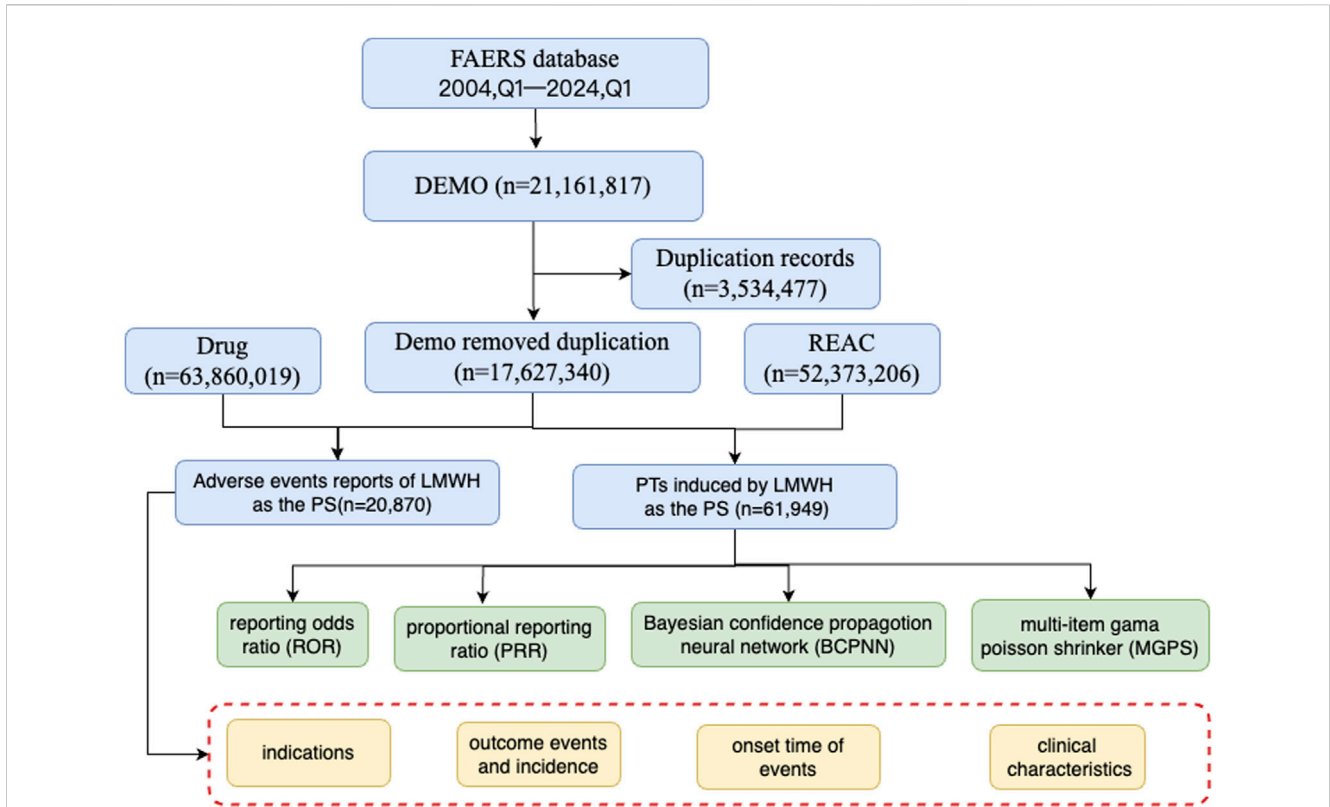 FAERS database
2004,Q1—2024,Q1
DEMO (n=21,161,817)
Duplication records
(n=3,534,477)
Drug
(n=63,860,019)
Demo removed duplication
(n=17,627,340)
REAC
(n=52,373,206)
Adverse events reports of LMWH
as the PS(n=20,870)
PTs induced by LMWH
as the PS (n=61,949)
reporting odds
ratio (ROR)
proportional reporting
ratio (PRR)
Bayesian confidence propagotion
neural network (BCPNN)
multi-item gama
poisson shrinker (MGPS)
indications
outcome events
and incidence
onset time of
events
clinical
characteristics